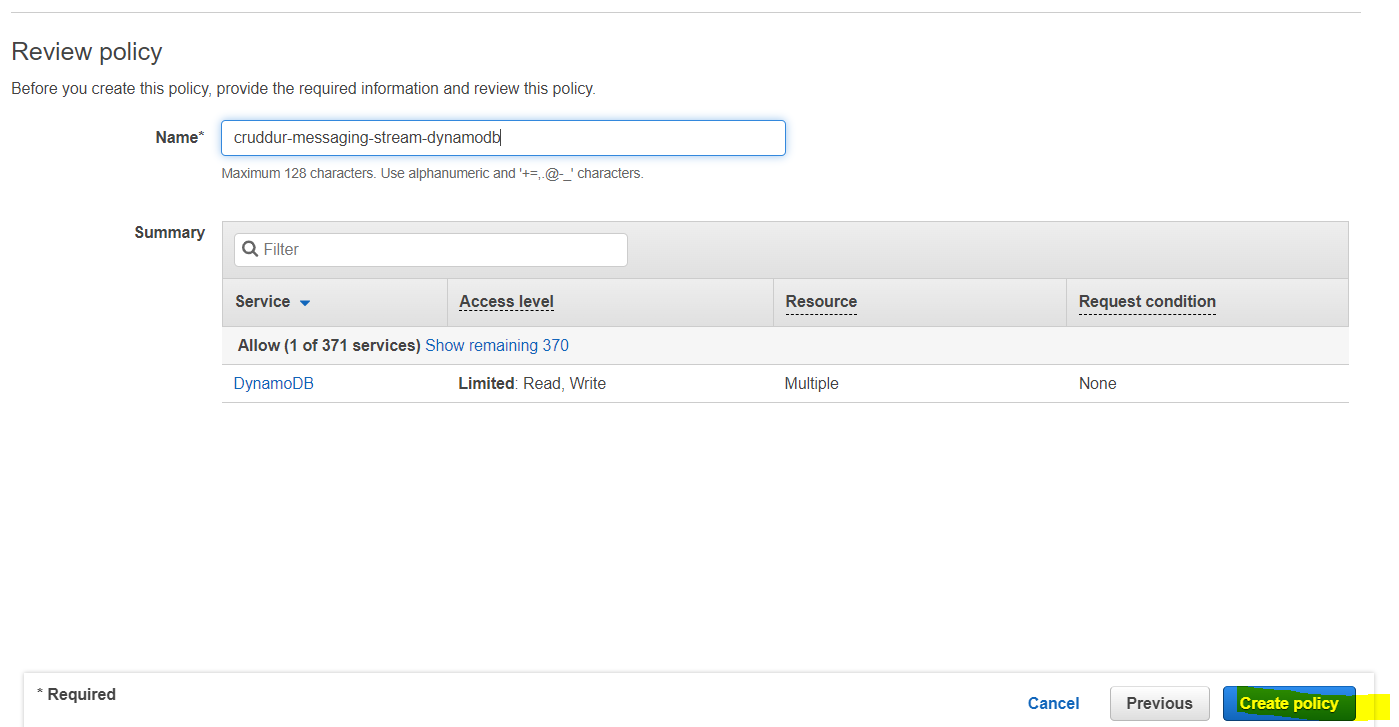 Review policy
Before you create this policy, provide the required information and review this policy.
Name*
cruddur-messaging-stream-dynamodb
Maximum 128 characters. Use alphanumeric and '+=,.@-_' characters.
Summary
Filter
Service Access level Resource Request condition
Allow (1 of 371 services) Show remaining 370
DynamoDB Limited: Read, Write Multiple None
* Required Cancel Previous Create policy